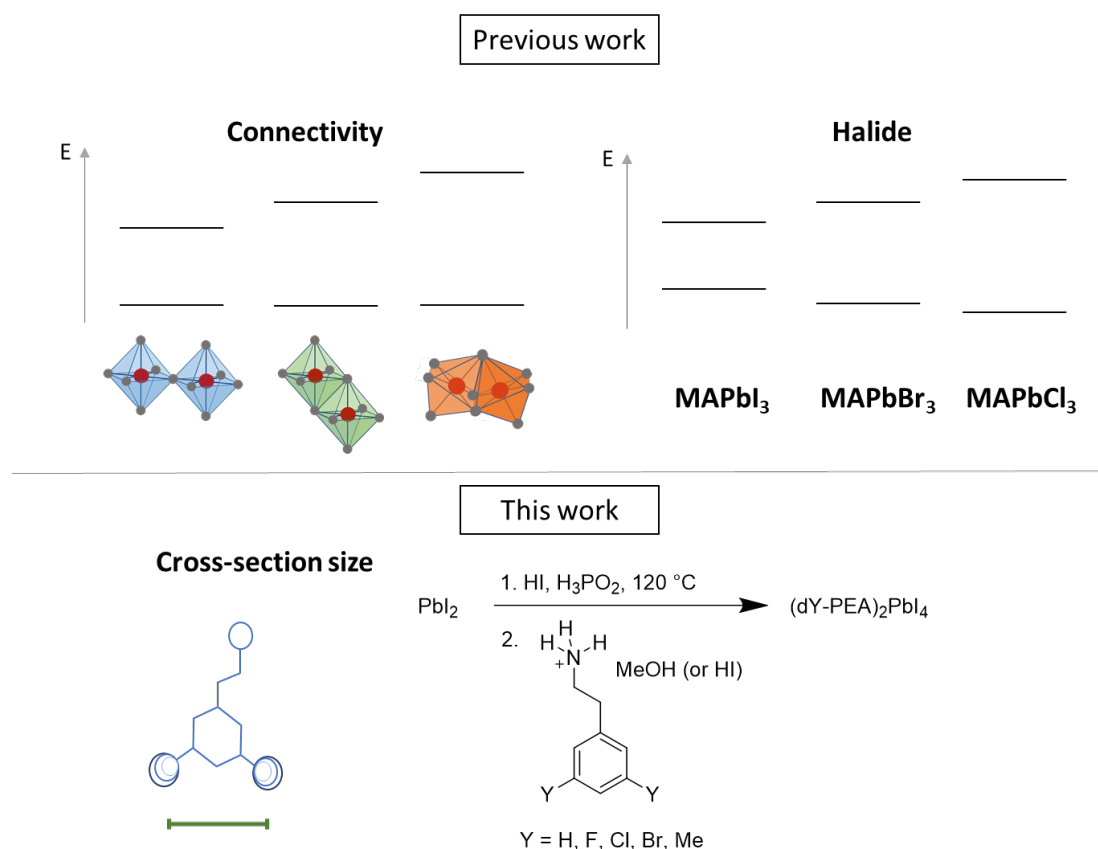 Previous work
Connectivity
Halide
E
E
MAPbI₃
MAPbBr₃
MAPbCl₃
This work
Cross-section size
1. HI, H₃PO₂, 120 °C
PbI₂
(dY-PEA)₂PbI₄
2.
H
H
H
N
+
MeOH (or HI)
Y
Y
Y = H, F, Cl, Br, Me